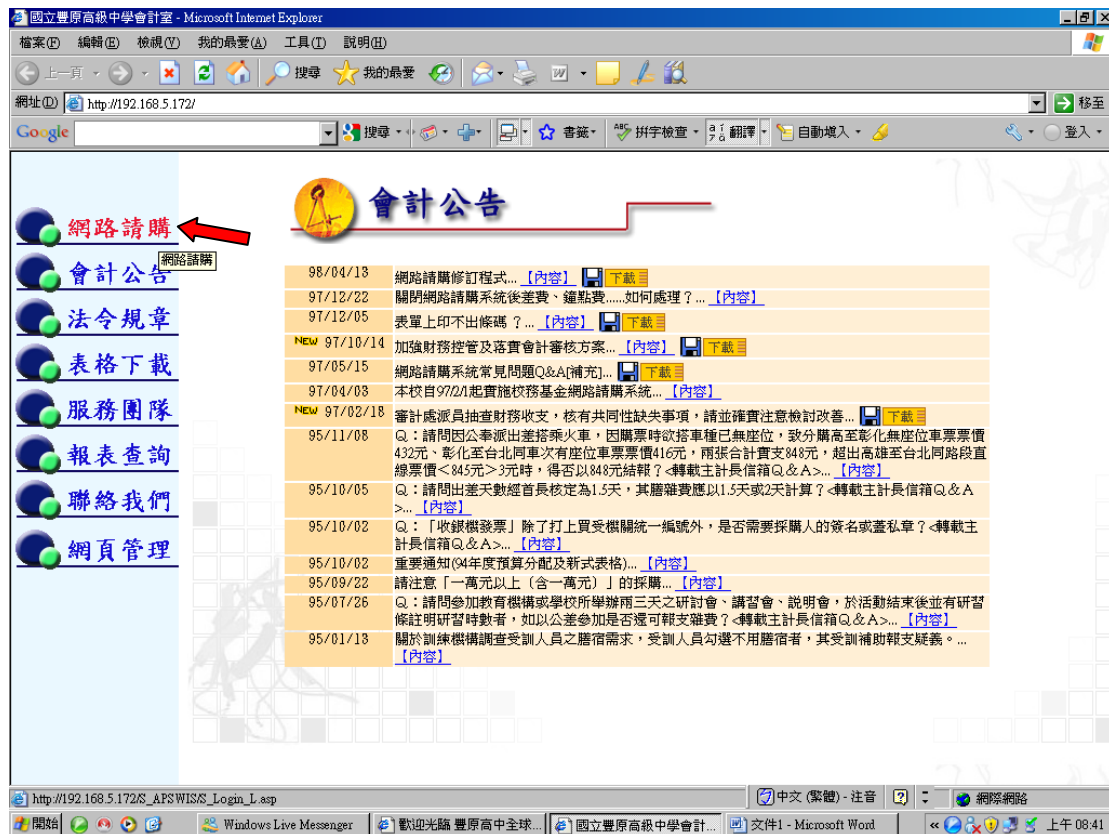 國立豐原高級中學會計室 - Microsoft Internet Explorer
檔案(F) 編輯(E) 檢視(V) 我的最愛(A) 工具(T) 說明(H)
上一頁 搜尋 我的最愛
網址(D) http://192.168.5.172/ 移至
Google 搜尋 書籤 拼字檢查 翻譯 自動填入 登入
會計公告
網路請購
網路請購
會計公告
法令規章
表格下載
服務團隊
報表查詢
聯絡我們
網頁管理
98/04/13 網路請購修訂程式... 【內容】 下載
97/12/22 關閉網路請購系統後差費、鐘點費......如何處理？... 【內容】
97/12/05 表單上印不出條碼 ？... 【內容】 下載
NEW 97/10/14 加強財務控管及落實會計審核方案... 【內容】 下載
97/05/15 網路請購系統常見問題Q&A[補充]... 下載
97/04/03 本校自97/2/1起實施校務基金網路請購系統... 【內容】
NEW 97/02/18 審計處派員抽查財務收支，核有共同性缺失事項，請並確實注意檢討改善... 下載
95/11/08 Q：請問因公奉派出差搭乘火車，因購票時欲搭車種已無座位，致分購高至彰化無座位車票票價
432元、彰化至台北同車次有座位車票票價416元，兩張合計實支848元，超出高雄至台北同路段直
線票價＜845元＞3元時，得否以848元結報？<轉載主計長信箱Q＆A>... 【內容】
95/10/05 Q：請問出差天數經首長核定為1.5天，其膳雜費應以1.5天或2天計算？<轉載主計長信箱Q＆A
>... 【內容】
95/10/02 Q：「收銀機發票」除了打上買受機關統一編號外，是否需要採購人的簽名或蓋私章？<轉載主
計長信箱Q＆A>... 【內容】
95/10/02 重要通知(94年度預算分配及新式表格)... 【內容】
95/09/22 請注意「一萬元以上（含一萬元）」的採購... 【內容】
95/07/26 Q：請問參加教育機構或學校所舉辦兩三天之研討會、講習會、說明會，於活動結束後並有研習
條註明研習時數者，如以公差參加是否還可報支雜費？<轉載主計長信箱Q＆A>... 【內容】
95/01/13 關於訓練機構調查受訓人員之膳宿需求，受訓人員勾選不用膳宿者，其受訓補助報支疑義。...
【內容】
http://192.168.5.172/S_APSWIS/S_Login_L.asp 中文 (繁體) - 注音 網際網路
開始 Windows Live Messenger 歡迎光臨 豐原高中全球... 國立豐原高級中學會計... 文件1 - Microsoft Word 上午 08:41